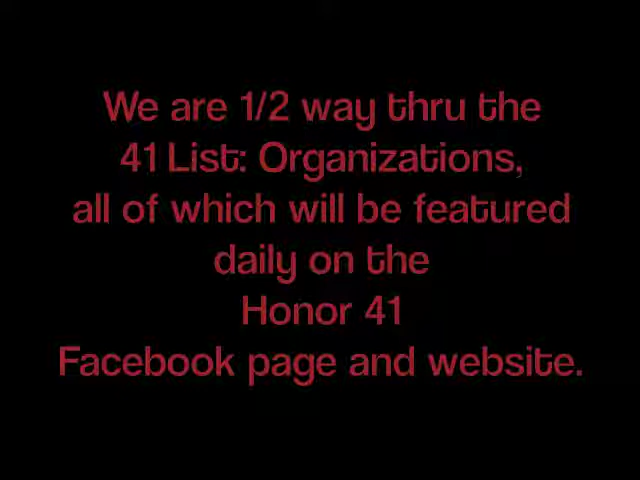 We are 1/2 way thru the
41 List: Organizations,
all of which will be featured
daily on the
Honor 41
Facebook page and website.